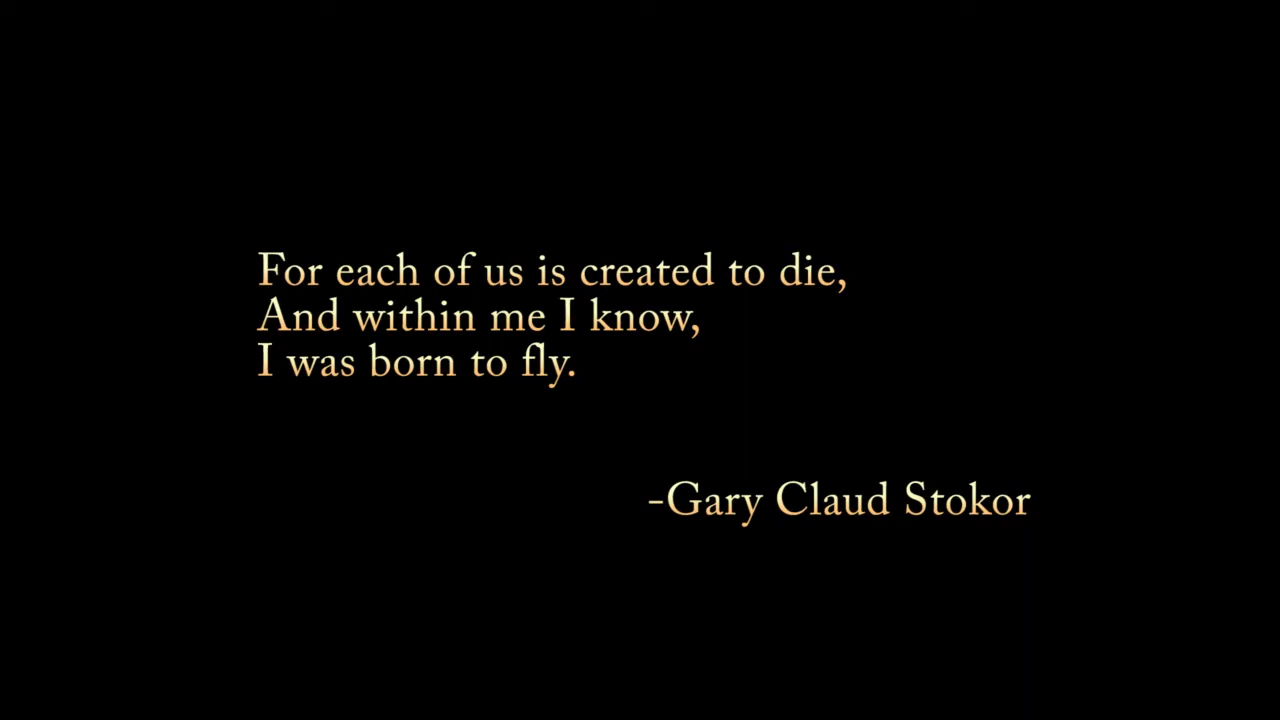 For each of us is created to die,
And within me I know,
I was born to fly.
-Gary Claud Stokor